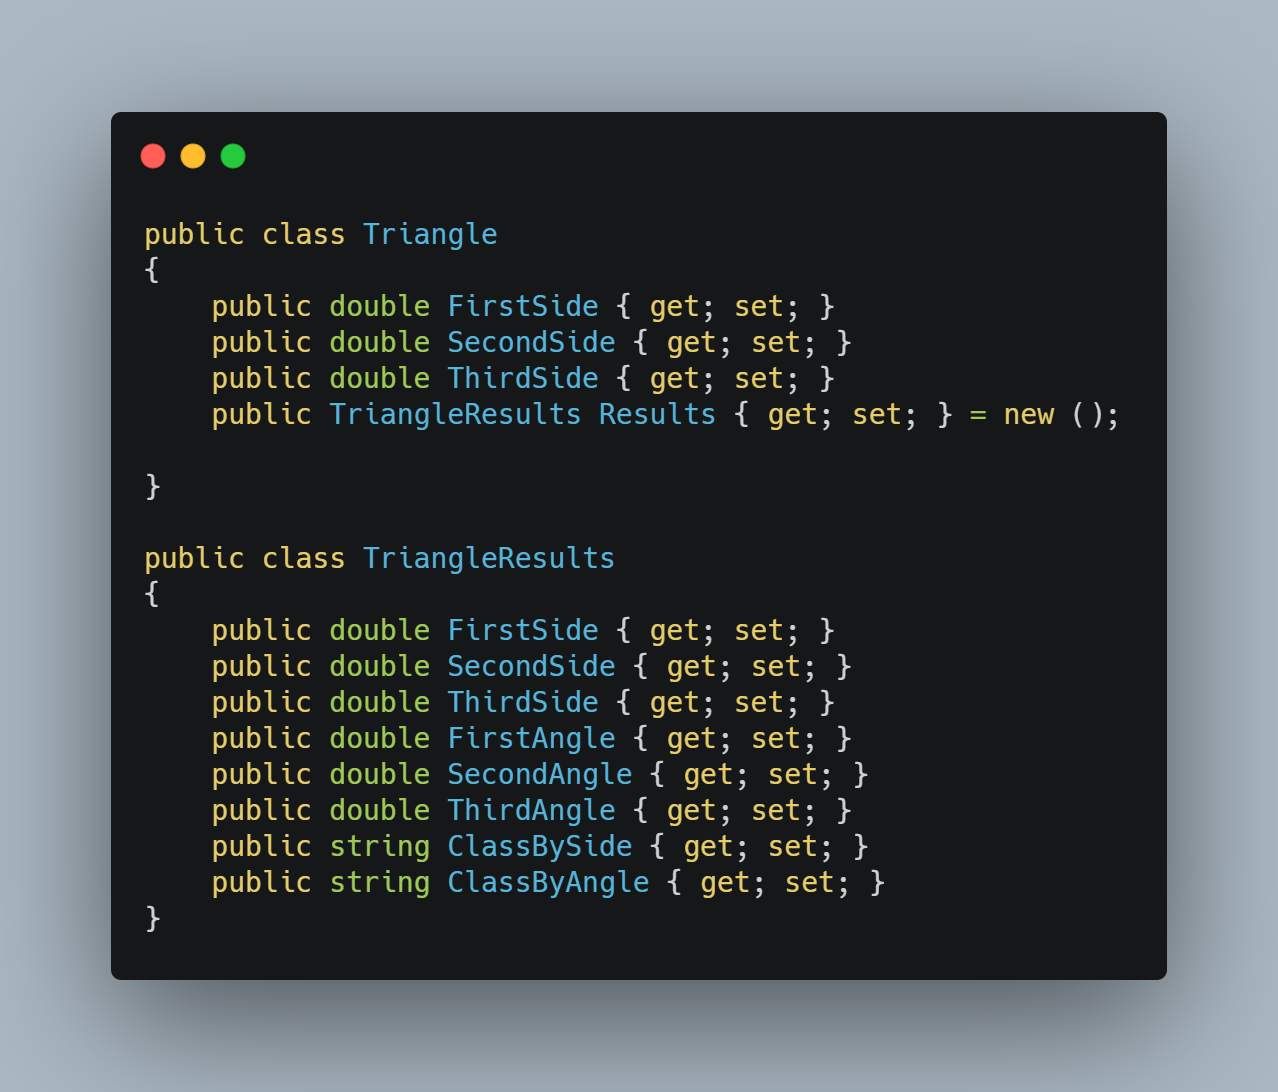 public class Triangle
{
    public double FirstSide { get; set; }
    public double SecondSide { get; set; }
    public double ThirdSide { get; set; }
    public TriangleResults Results { get; set; } = new ();

}

public class TriangleResults
{
    public double FirstSide { get; set; }
    public double SecondSide { get; set; }
    public double ThirdSide { get; set; }
    public double FirstAngle { get; set; }
    public double SecondAngle { get; set; }
    public double ThirdAngle { get; set; }
    public string ClassBySide { get; set; }
    public string ClassByAngle { get; set; }
}